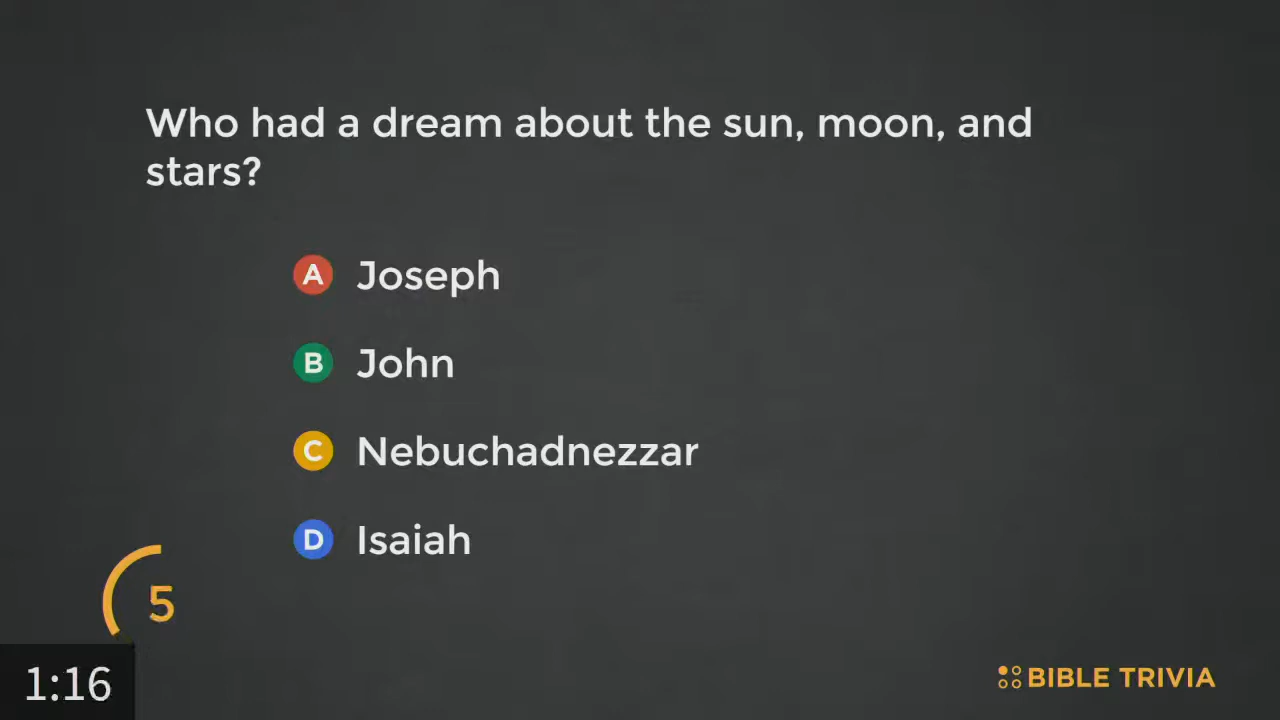 Who had a dream about the sun, moon, and
stars?
A Joseph
B John
C Nebuchadnezzar
D Isaiah
5
1:16
BIBLE TRIVIA